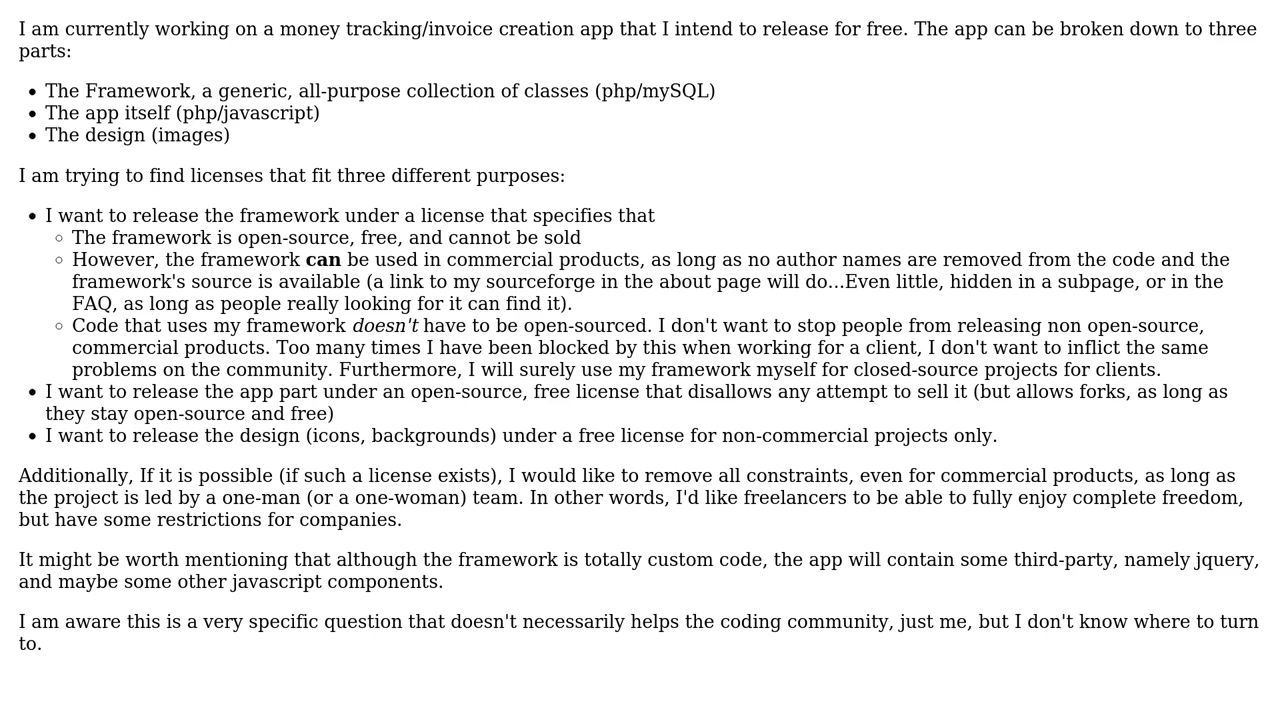 I am currently working on a money tracking/invoice creation app that I intend to release for free. The app can be broken down to three
parts:
• The Framework, a generic, all-purpose collection of classes (php/mySQL)
• The app itself (php/javascript)
• The design (images)
I am trying to find licenses that fit three different purposes:
• I want to release the framework under a license that specifies that
◦ The framework is open-source, free, and cannot be sold
◦ However, the framework can be used in commercial products, as long as no author names are removed from the code and the
framework's source is available (a link to my sourceforge in the about page will do...Even little, hidden in a subpage, or in the
FAQ, as long as people really looking for it can find it).
◦ Code that uses my framework doesn't have to be open-sourced. I don't want to stop people from releasing non open-source,
commercial products. Too many times I have been blocked by this when working for a client, I don't want to inflict the same
problems on the community. Furthermore, I will surely use my framework myself for closed-source projects for clients.
• I want to release the app part under an open-source, free license that disallows any attempt to sell it (but allows forks, as long as
they stay open-source and free)
• I want to release the design (icons, backgrounds) under a free license for non-commercial projects only.
Additionally, If it is possible (if such a license exists), I would like to remove all constraints, even for commercial products, as long as
the project is led by a one-man (or a one-woman) team. In other words, I'd like freelancers to be able to fully enjoy complete freedom,
but have some restrictions for companies.
It might be worth mentioning that although the framework is totally custom code, the app will contain some third-party, namely jquery,
and maybe some other javascript components.
I am aware this is a very specific question that doesn't necessarily helps the coding community, just me, but I don't know where to turn
to.